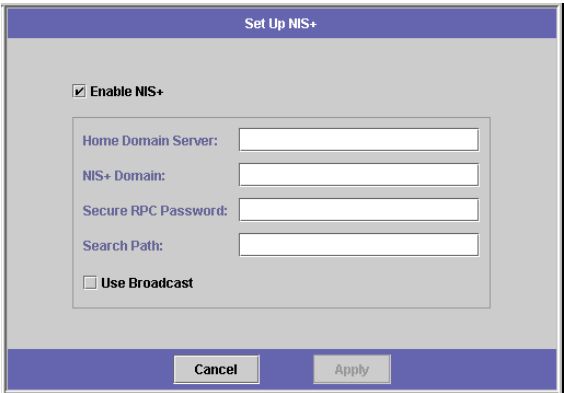 Set Up NIS+
Enable NIS+
Home Domain Server:
NIS+ Domain:
Secure RPC Password:
Search Path:
Use Broadcast
Cancel Apply